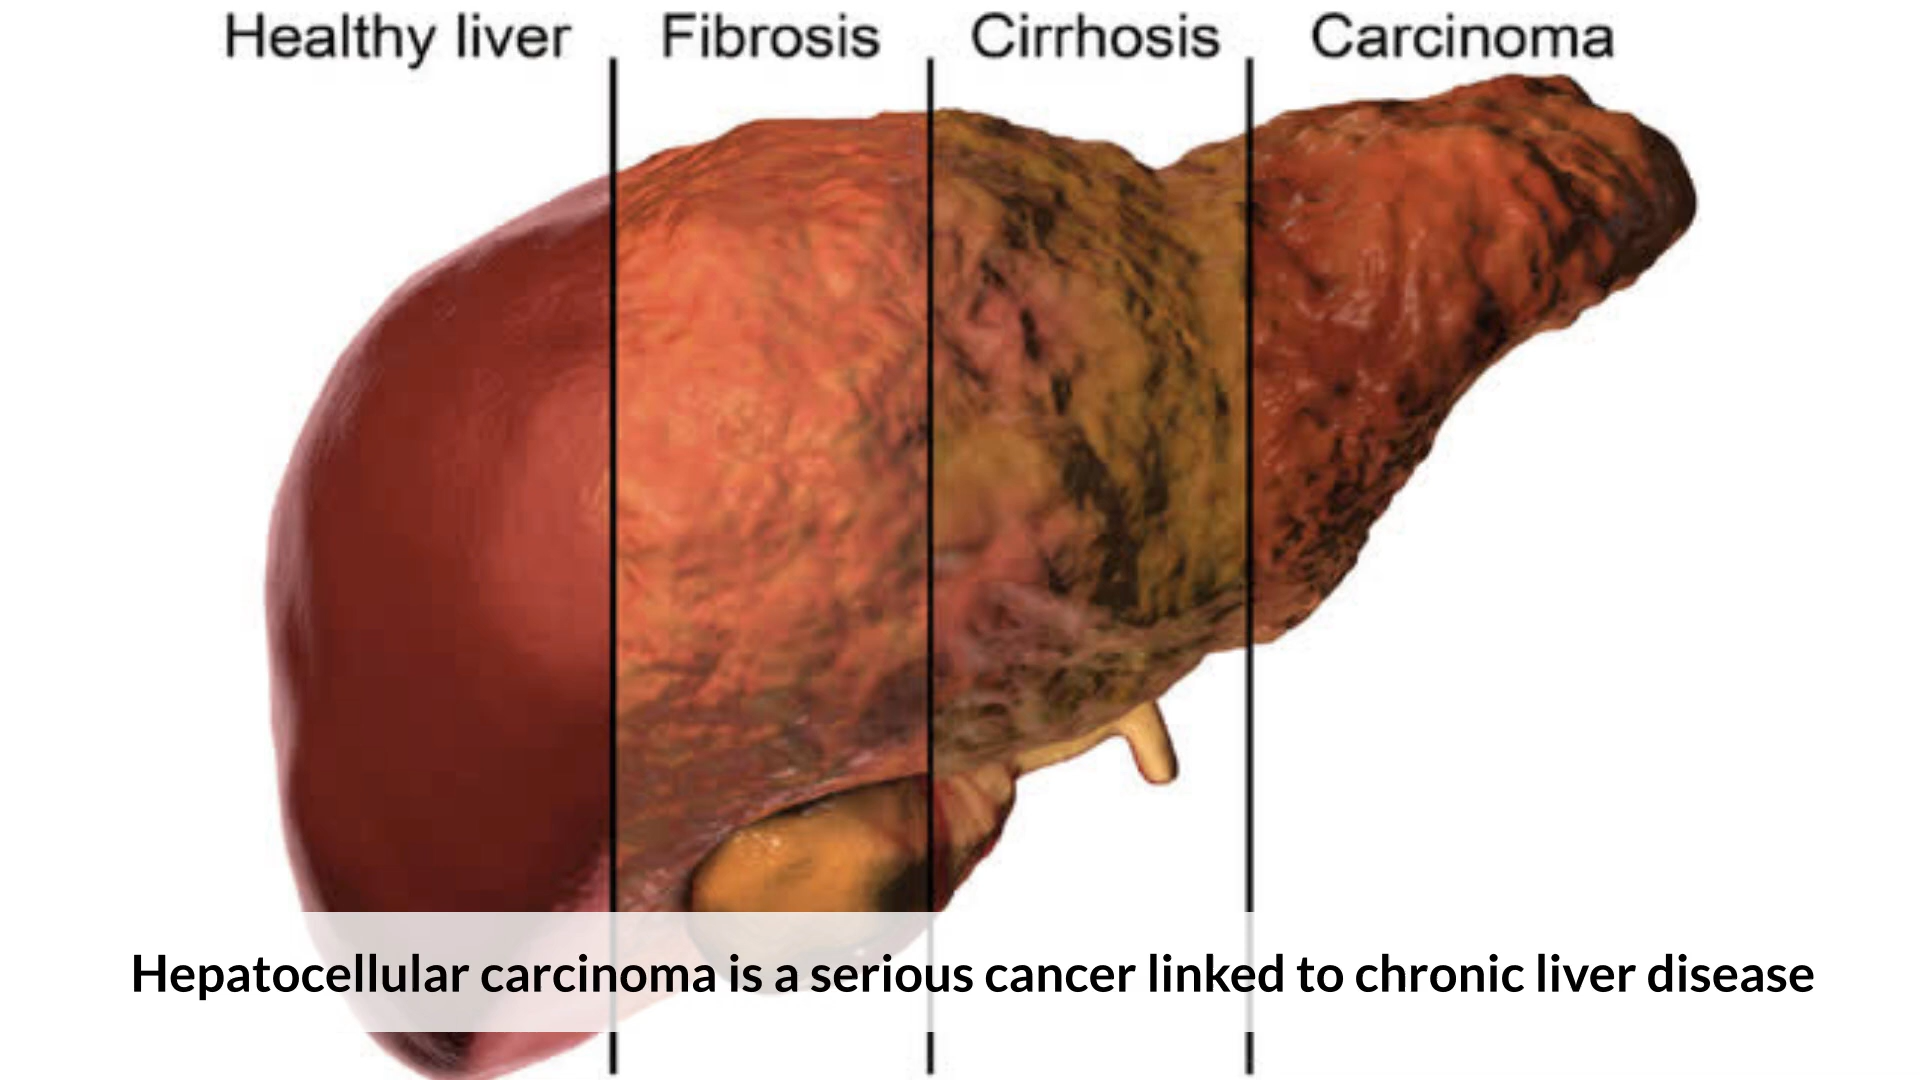 Healthy liver
Fibrosis
Cirrhosis
Carcinoma
Hepatocellular carcinoma is a serious cancer linked to chronic liver disease